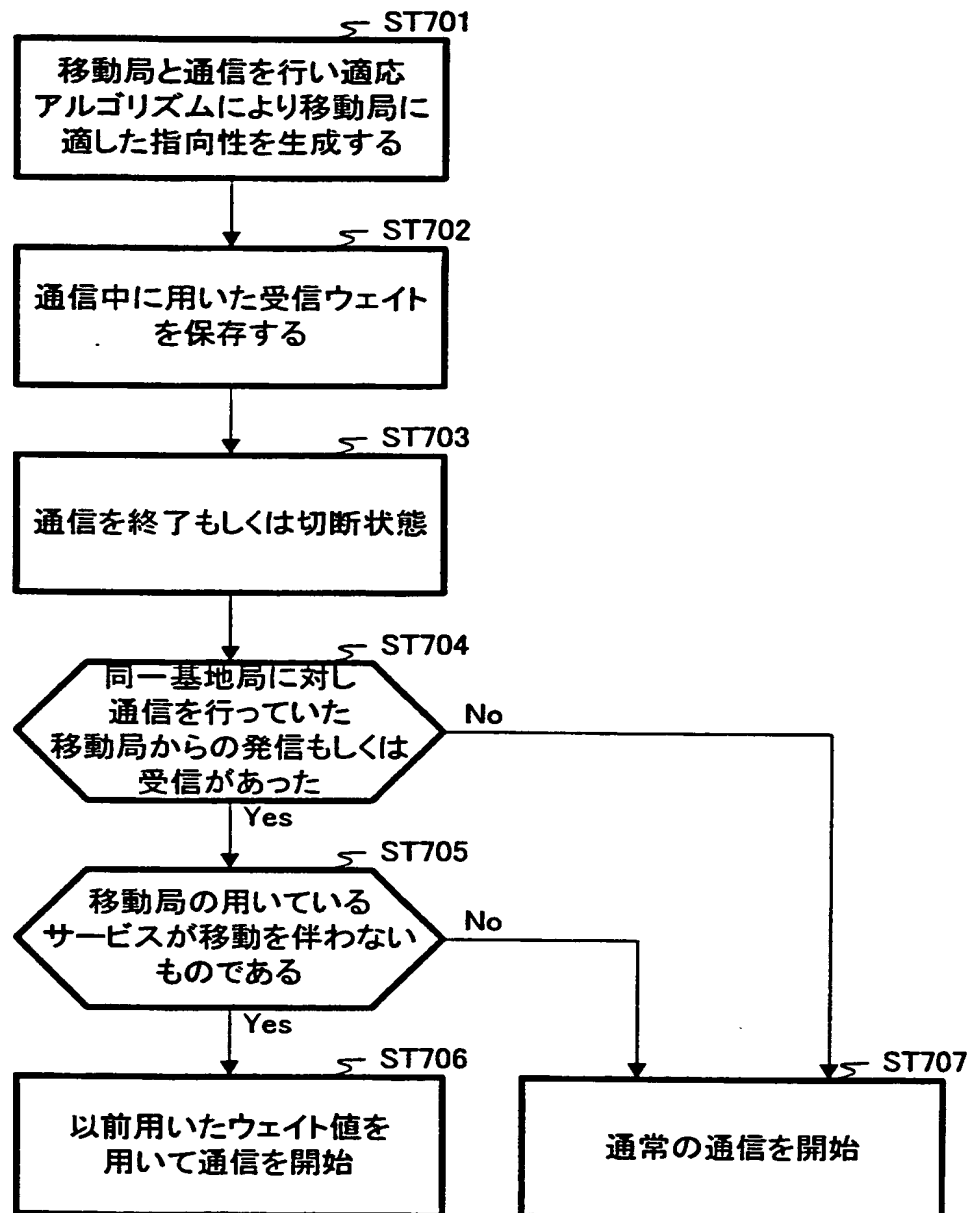 ST701
移動局と通信を行い適応
アルゴリズムにより移動局に
適した指向性を生成する
ST702
通信中に用いた受信ウェイト
を保存する
ST703
通信を終了もしくは切断状態
ST704
同一基地局に対し
通信を行っていた
移動局からの発信もしくは
受信があった
No
Yes
ST705
移動局の用いている
サービスが移動を伴わない
ものである
No
Yes
ST706
以前用いたウェイト値を
用いて通信を開始
ST707
通常の通信を開始